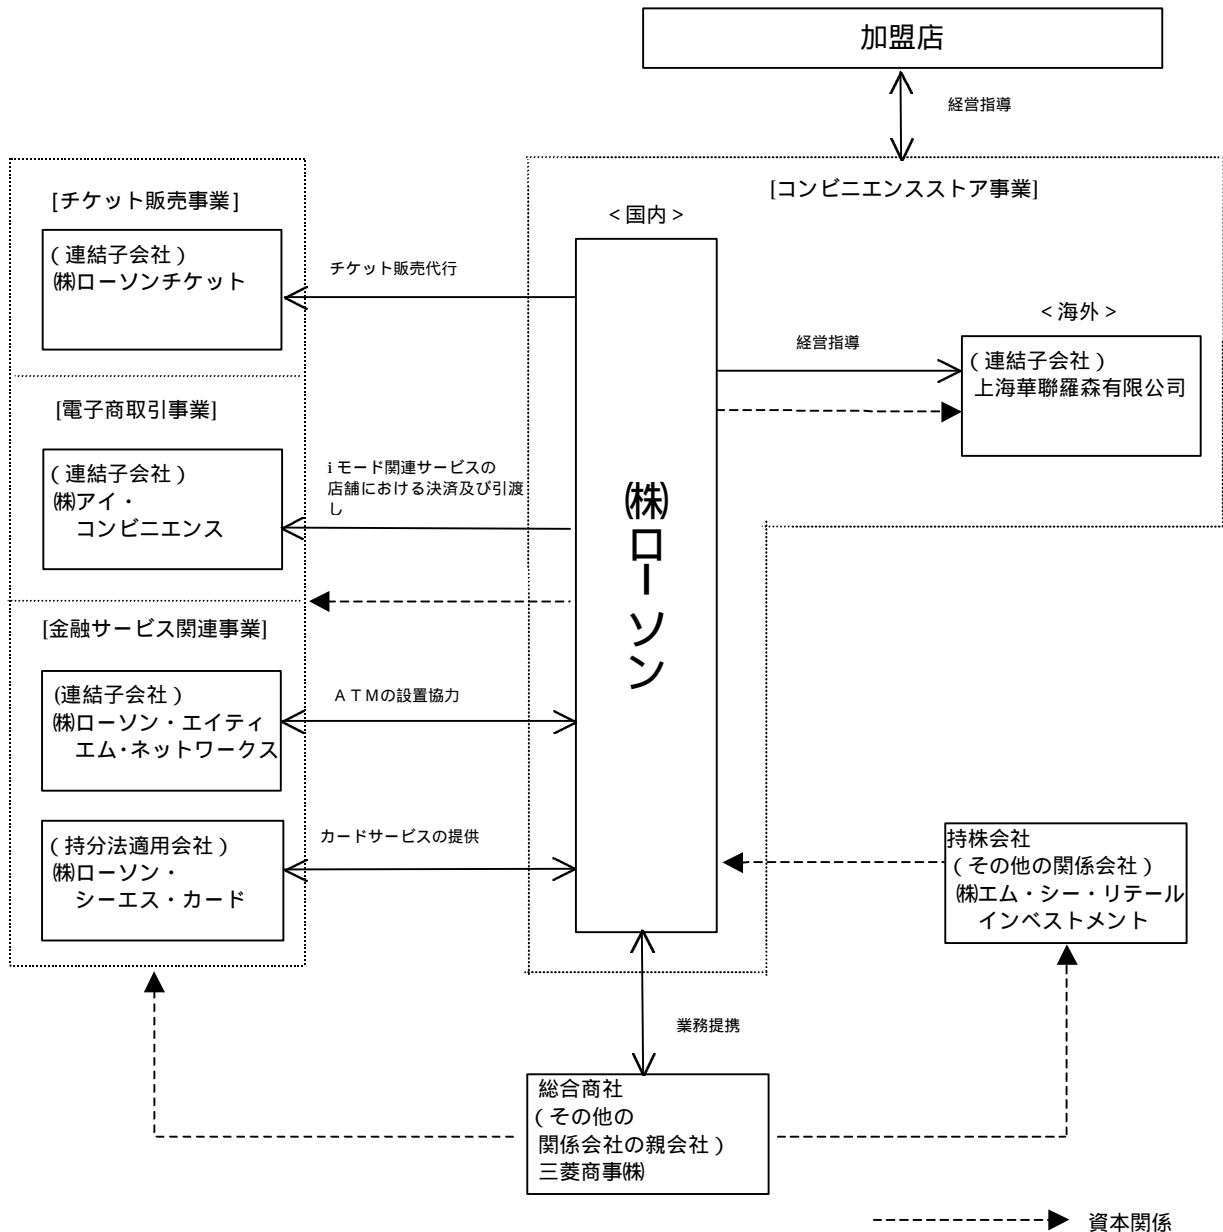 加盟店
経営指導
[チケット販売事業]
(連結子会社)
㈱ローソンチケット
チケット販売代行
[コンビニエンスストア事業]
<国内>
㈱ローソン
<海外>
経営指導
(連結子会社)
上海華聯羅森有限公司
[電子商取引事業]
(連結子会社)
㈱アイ・
コンビニエンス
iモード関連サービスの
店舗における決済及び引渡
し
[金融サービス関連事業]
(連結子会社)
㈱ローソン・エイティ
エム・ネットワークス
ATMの設置協力
(持分法適用会社)
㈱ローソン・
シーエス・カード
カードサービスの提供
持株会社
(その他の関係会社)
㈱エム・シー・リテール
インベストメント
業務提携
総合商社
(その他の
関係会社の親会社)
三菱商事㈱
資本関係